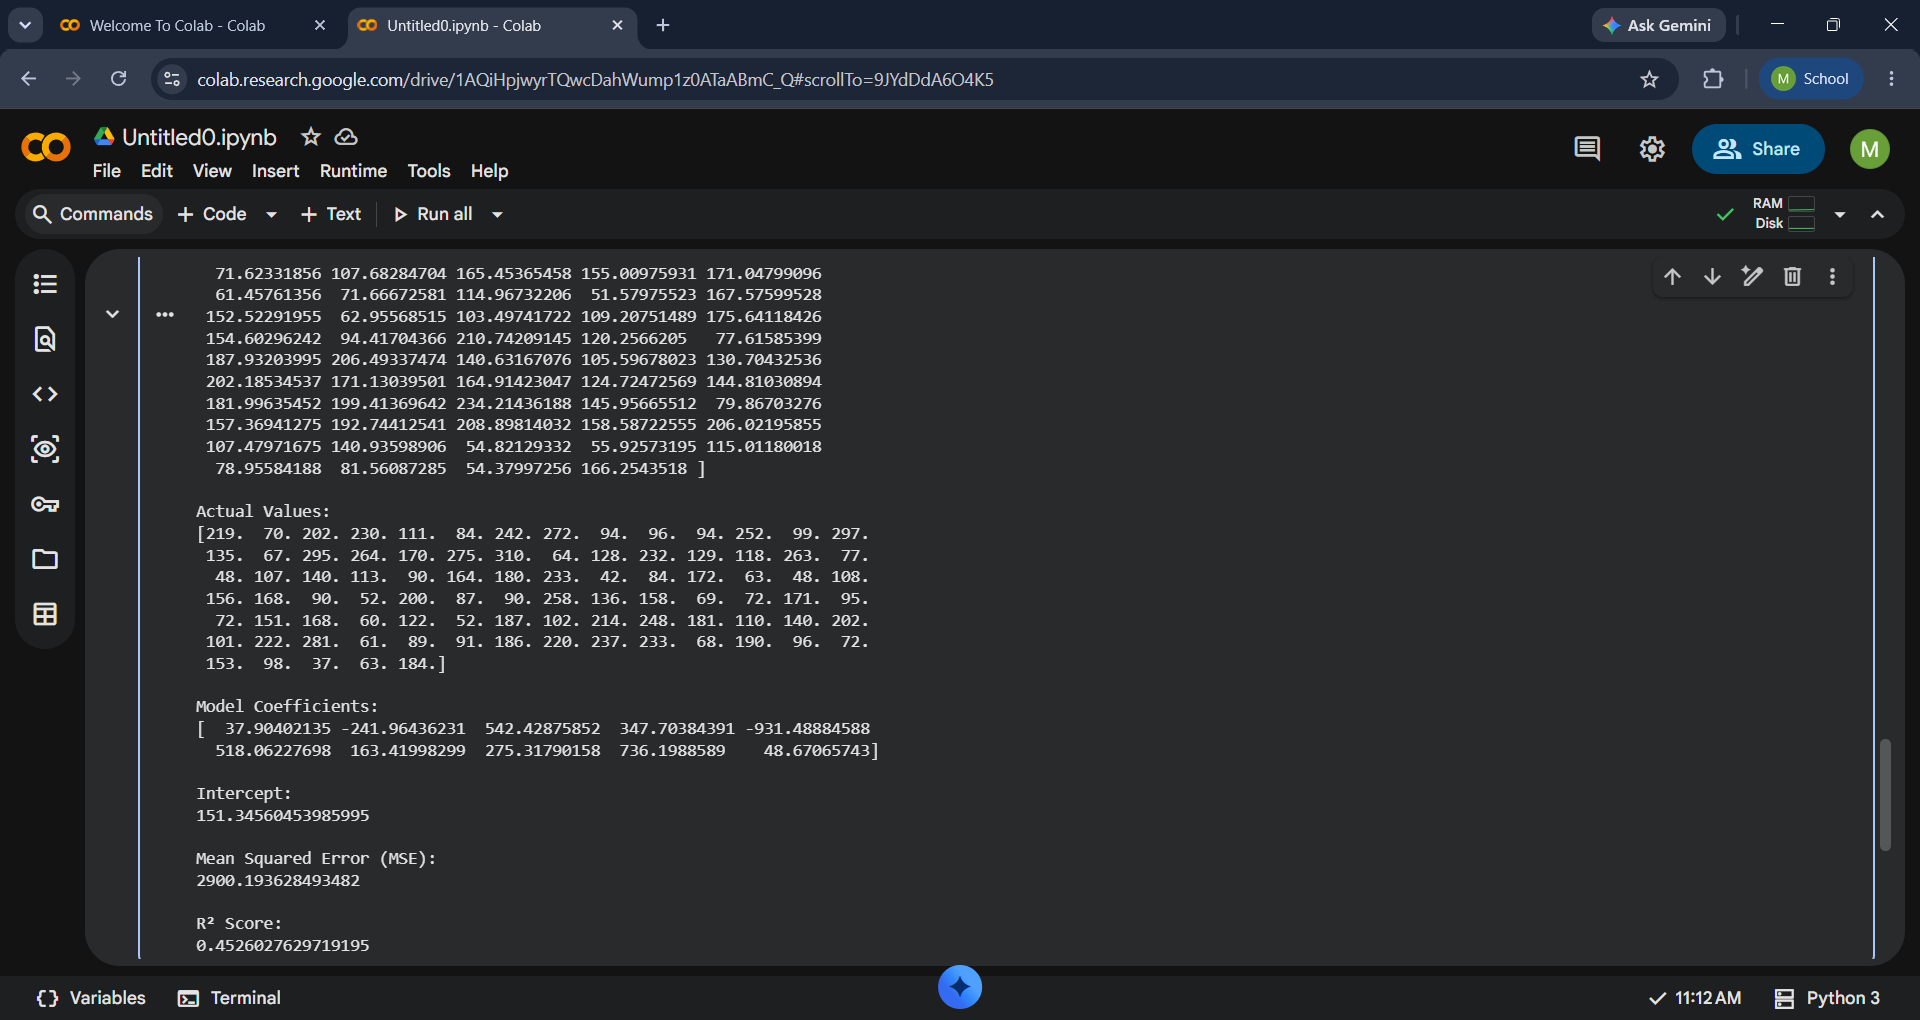 Welcome To Colab - Colab
Untitled0.ipynb - Colab
Ask Gemini
colab.research.google.com/drive/1AQiHpjwyrTQwcDahWump1z0ATaABmC_Q#scrollTo=9JYdDdA6O4K5
M School
Untitled0.ipynb
File Edit View Insert Runtime Tools Help
Share
M
Commands + Code + Text Run all
RAM
Disk
71.62331856 107.68284704 165.45365458 155.00975931 171.04799096
61.45761356 71.66672581 114.96732206 51.57975523 167.57599528
152.52291955 62.95568515 103.49741722 109.20751489 175.64118426
154.60296242 94.41704366 210.74209145 120.2566205 77.61585399
187.93203995 206.49337474 140.63167076 105.59678023 130.70432536
202.18534537 171.13039501 164.91423047 124.72472569 144.81030894
181.99635452 199.41369642 234.21436188 145.95665512 79.86703276
157.36941275 192.74412541 208.89814032 158.58722555 206.02195855
107.47971675 140.93598906 54.82129332 55.92573195 115.01180018
78.95584188 81.56087285 54.37997256 166.2543518 ]
Actual Values:
[219. 70. 202. 230. 111. 84. 242. 272. 94. 96. 94. 252. 99. 297.
135. 67. 295. 264. 170. 275. 310. 64. 128. 232. 129. 118. 263. 77.
48. 107. 140. 113. 90. 164. 180. 233. 42. 84. 172. 63. 48. 108.
156. 168. 90. 52. 200. 87. 90. 258. 136. 158. 69. 72. 171. 95.
72. 151. 168. 60. 122. 52. 187. 102. 214. 248. 181. 110. 140. 202.
101. 222. 281. 61. 89. 91. 186. 220. 237. 233. 68. 190. 96. 72.
153. 98. 37. 63. 184.]
Model Coefficients:
[ 37.90402135 -241.96436231 542.42875852 347.70384391 -931.48884588
518.06227698 163.41998299 275.31790158 736.1988589 48.67065743]
Intercept:
151.34560453985995
Mean Squared Error (MSE):
2900.193628493482
R² Score:
0.4526027629719195
Variables Terminal
11:12 AM Python 3